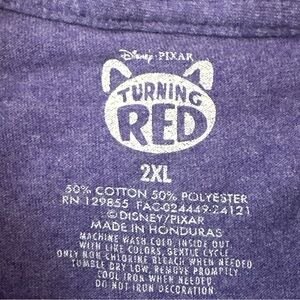 Disney · PIXAR
TURNING
RED
2XL
50% COTTON 50% POLYESTER
RN 129855 FAC-024449-24121
©DISNEY/PIXAR
MADE IN HONDURAS
MACHINE WASH COLD, INSIDE OUT
WITH LIKE COLORS, GENTLE CYCLE
ONLY NON CHLORINE BLEACH WHEN NEEDED
TUMBLE DRY LOW, REMOVE PROMPTLY
COOL IRON WHEN NEEDED
DO NOT IRON DECORATION